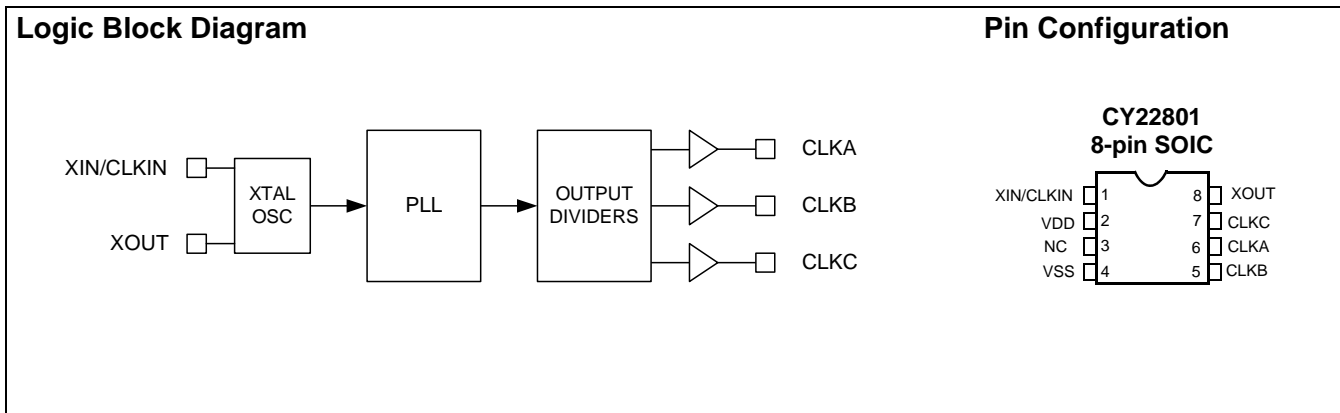 Logic Block Diagram
Pin Configuration
XIN/CLKIN
XOUT
XTAL
OSC
PLL
OUTPUT
DIVIDERS
CLKA
CLKB
CLKC
CY22801
8-pin SOIC
XIN/CLKIN 1 8 XOUT
VDD 2 7 CLKC
NC 3 6 CLKA
VSS 4 5 CLKB